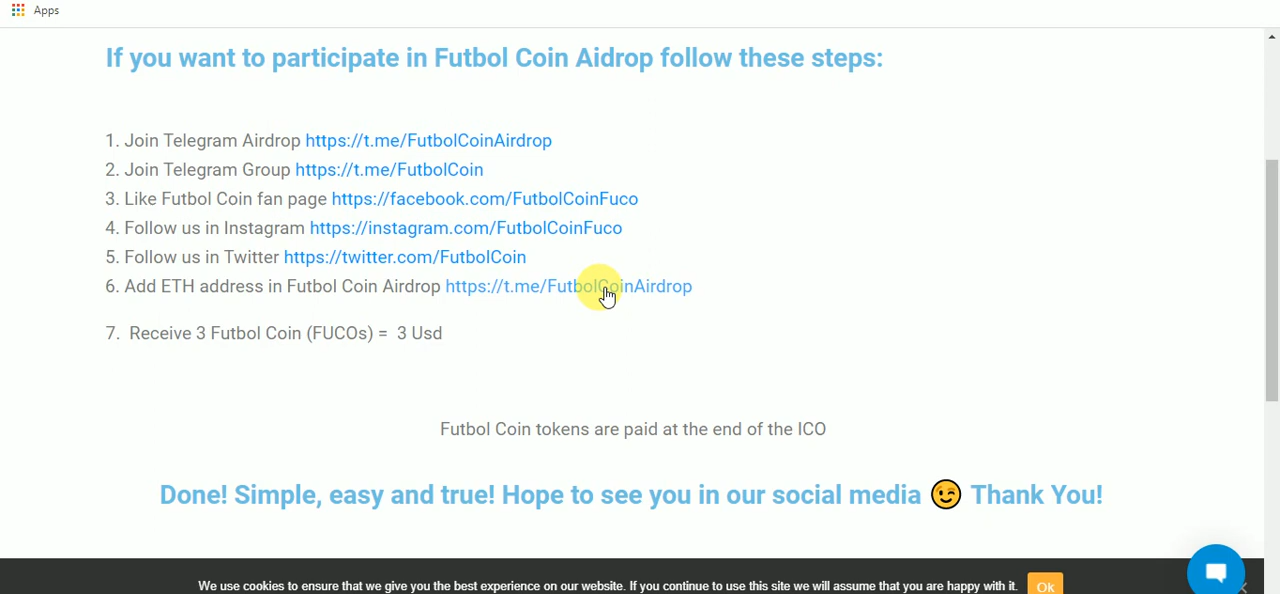 Apps
If you want to participate in Futbol Coin Aidrop follow these steps:
1. Join Telegram Airdrop https://t.me/FutbolCoinAirdrop
2. Join Telegram Group https://t.me/FutbolCoin
3. Like Futbol Coin fan page https://facebook.com/FutbolCoinFuco
4. Follow us in Instagram https://instagram.com/FutbolCoinFuco
5. Follow us in Twitter https://twitter.com/FutbolCoin
6. Add ETH address in Futbol Coin Airdrop https://t.me/FutbolCoinAirdrop
7. Receive 3 Futbol Coin (FUCOs) = 3 Usd
Futbol Coin tokens are paid at the end of the ICO
Done! Simple, easy and true! Hope to see you in our social media 😉 Thank You!
We use cookies to ensure that we give you the best experience on our website. If you continue to use this site we will assume that you are happy with it. Ok